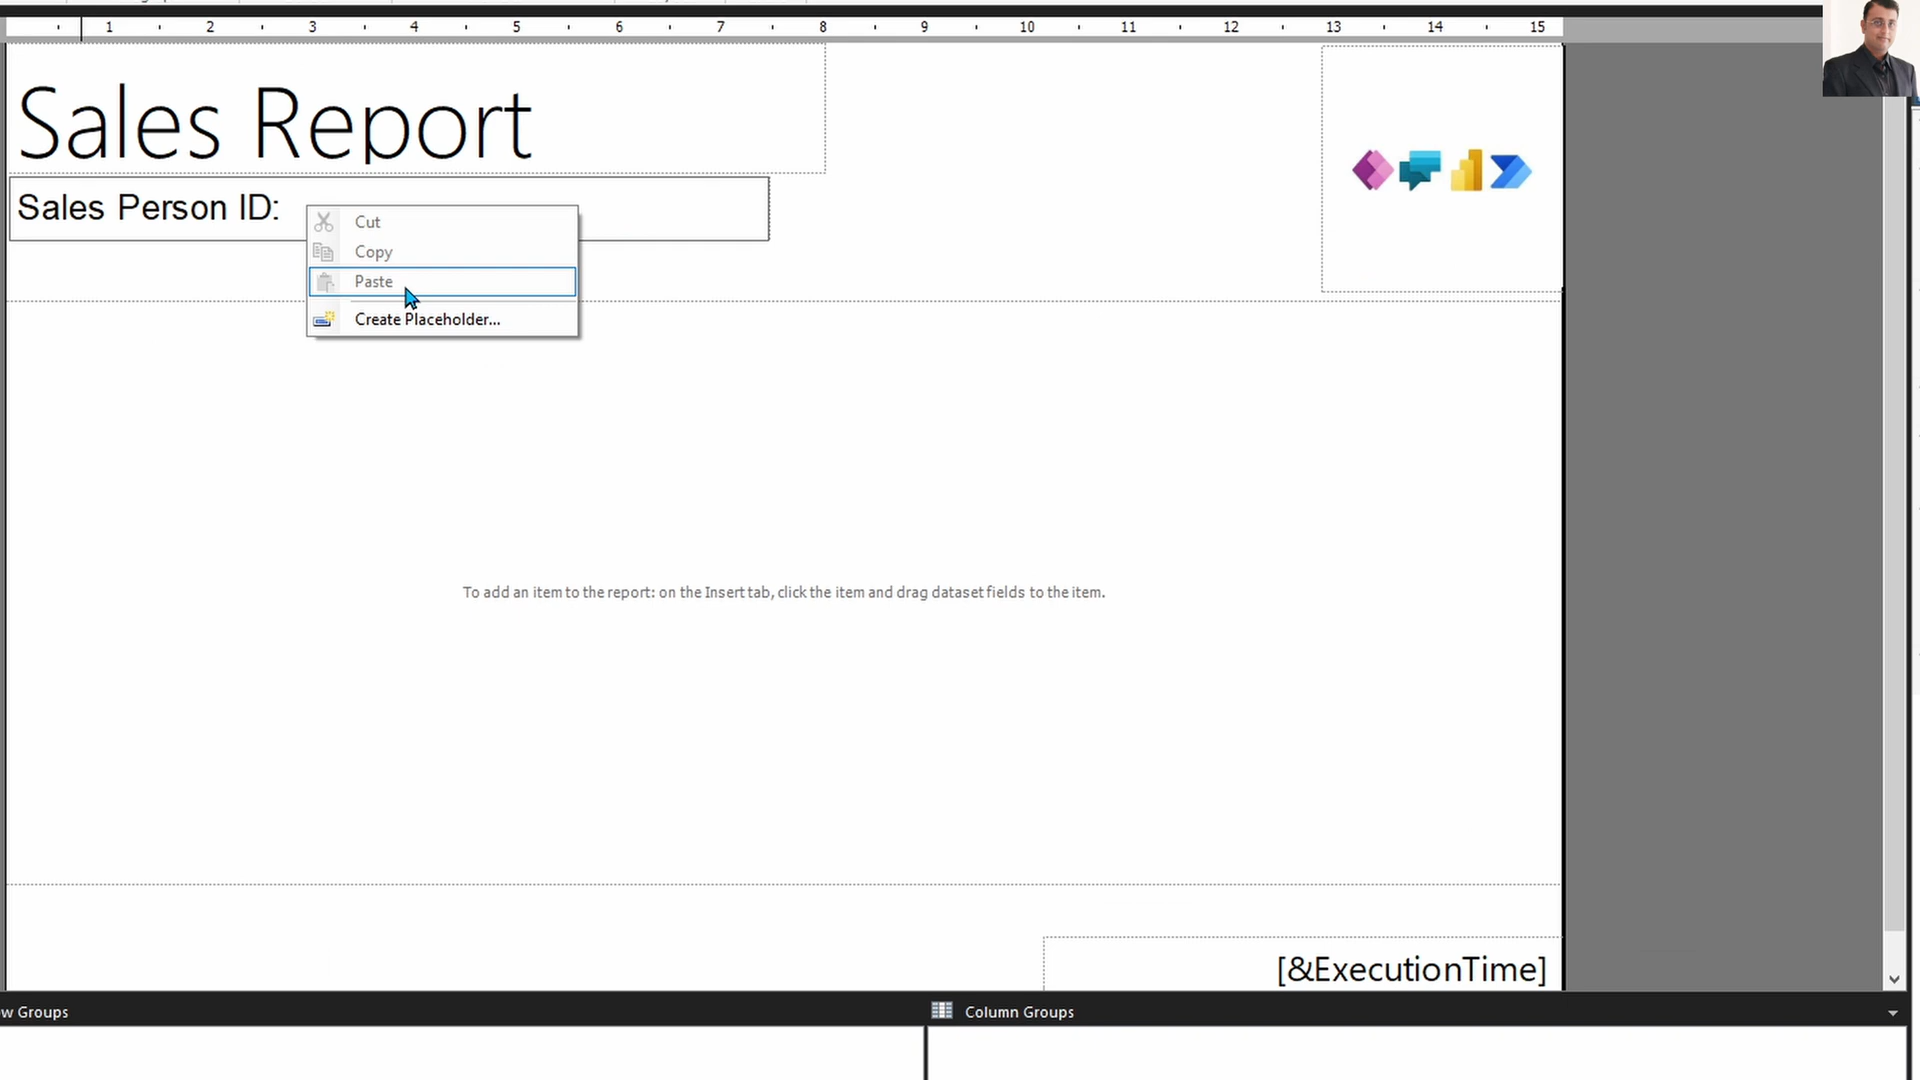 1 2 3 4 5 6 7 8 9 10 11 12 13 14 15
Sales Report
Sales Person ID:
Cut
Copy
Paste
Create Placeholder...
To add an item to the report: on the Insert tab, click the item and drag dataset fields to the item.
[&ExecutionTime]
w Groups
Column Groups